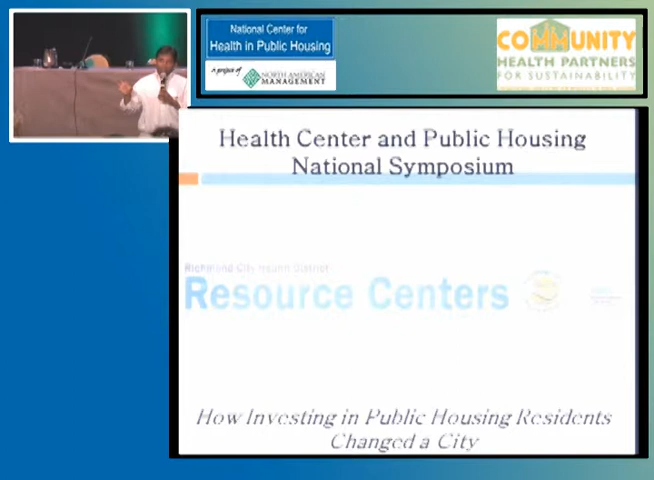 National Center for
Health in Public Housing
a project of
NORTH AMERICAN
MANAGEMENT
COMMUNITY
HEALTH PARTNERS
FOR SUSTAINABILITY
Health Center and Public Housing
National Symposium
Richmond City Health District
Resource Centers
How Investing in Public Housing Residents
Changed a City